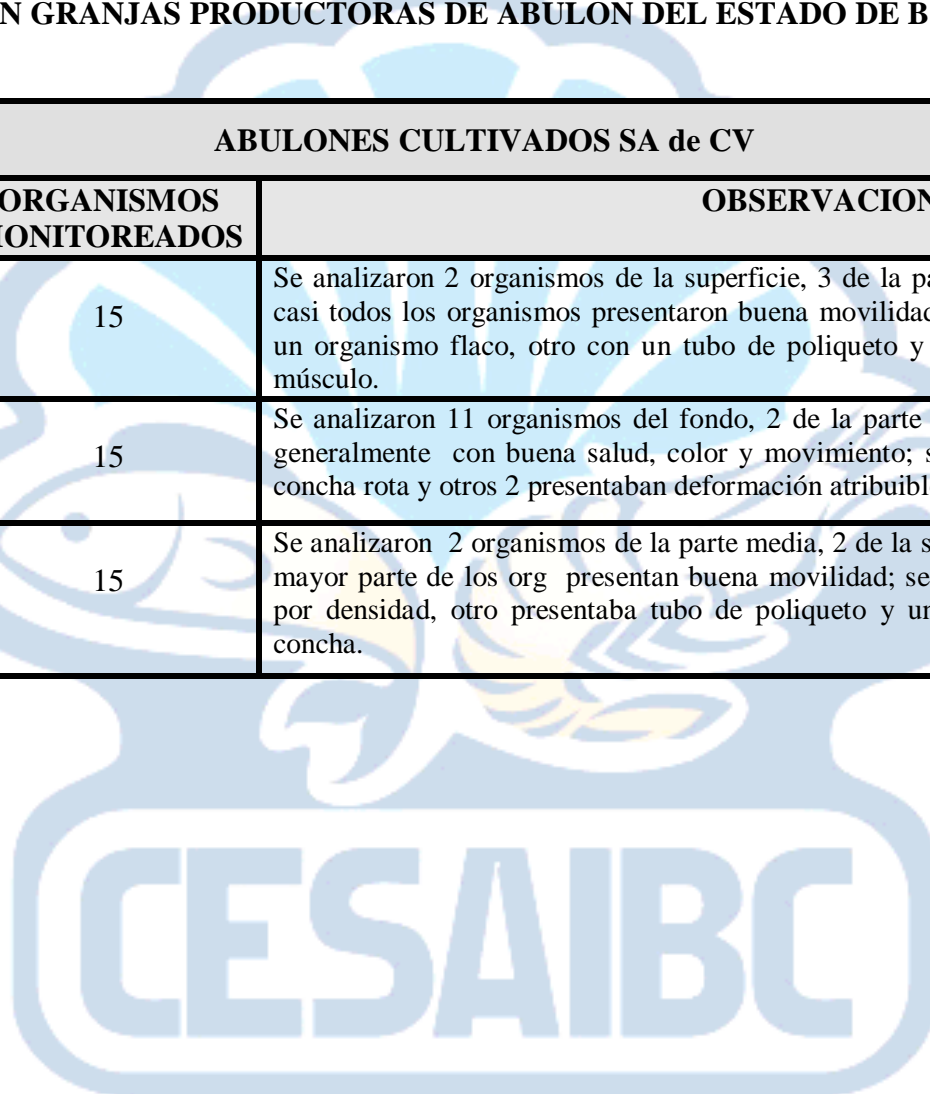 N GRANJAS PRODUCTORAS DE ABULON DEL ESTADO DE B
ABULONES CULTIVADOS SA de CV
ORGANISMOS
MONITOREADOS
OBSERVACION
15
Se analizaron 2 organismos de la superficie, 3 de la pa
casi todos los organismos presentaron buena movilidad
un organismo flaco, otro con un tubo de poliqueto y
músculo.
15
Se analizaron 11 organismos del fondo, 2 de la parte
generalmente con buena salud, color y movimiento; s
concha rota y otros 2 presentaban deformación atribuibl
15
Se analizaron 2 organismos de la parte media, 2 de la s
mayor parte de los org presentan buena movilidad; se
por densidad, otro presentaba tubo de poliqueto y un
concha.
CESAIBC